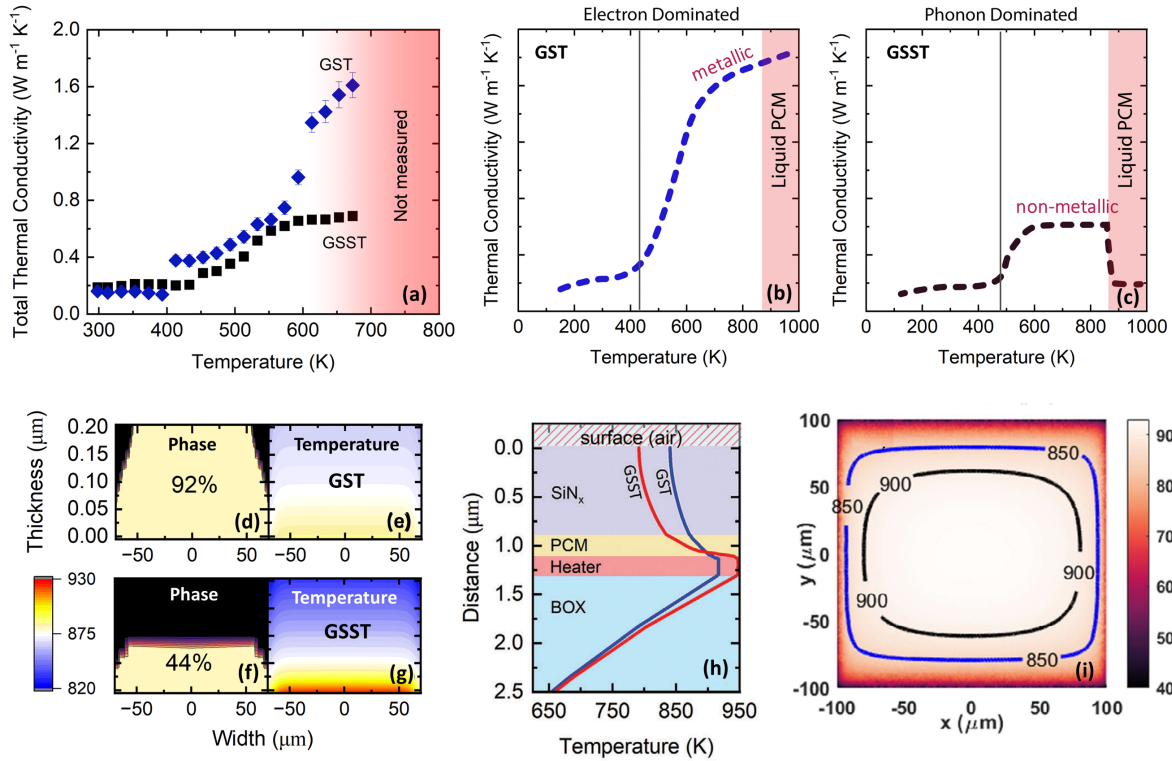 Electron Dominated
Phonon Dominated
Total Thermal Conductivity (W m⁻¹ K⁻¹)
2.0
1.6
1.2
0.8
0.4
0.0
GST
GSST
Not measured
(a)
300 400 500 600 700 800
Temperature (K)
Thermal Conductivity (W m⁻¹ K⁻¹)
GST
metallic
Liquid PCM
(b)
0 200 400 600 800 1000
Temperature (K)
Thermal Conductivity (W m⁻¹ K⁻¹)
GSST
non-metallic
Liquid PCM
(c)
0 200 400 600 800 1000
Temperature (K)
Thickness (μm)
0.20
0.15
0.10
0.05
0.00
Phase
92%
(d)
-50 0 50
Temperature
GST
(e)
-50 0 50
930
875
820
Phase
44%
(f)
-50 0 50
Temperature
GSST
(g)
-50 0 50
Width (μm)
Distance (μm)
0.0
0.5
1.0
1.5
2.0
2.5
surface (air)
SiNₓ
GSST
GST
PCM
Heater
BOX
(h)
650 800 950
Temperature (K)
y (μm)
100
50
0
-50
-100
850
900
850
900
900
850
(i)
-100 -50 0 50 100
x (μm)
90
80
70
60
50
40